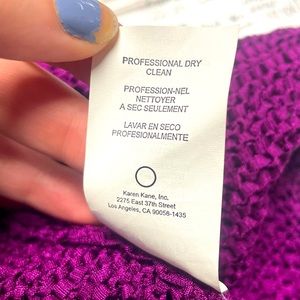 PROFESSIONAL DRY
CLEAN
PROFESSION-NEL
NETTOYER
A SEC SEULEMENT
LAVAR EN SECO
PROFESIONALMENTE
Karen Kane, Inc.
2275 East 37th Street
Los Angeles, CA 90058-1435